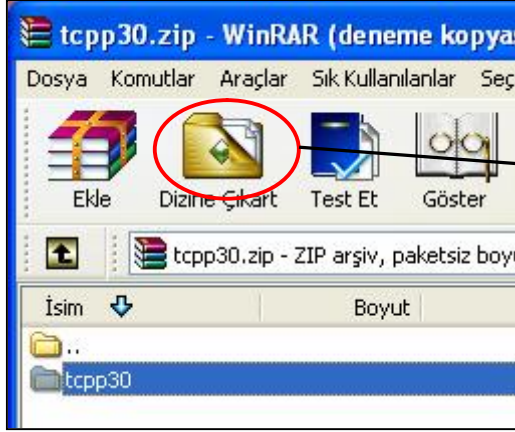 tcpp30.zip - WinRAR (deneme kopyas
Dosya Komutlar Araçlar Sık Kullanılanlar Seç
Ekle Dizine Çıkart Test Et Göster
tcpp30.zip - ZIP arşiv, paketsiz boyu
İsim Boyut
..
tcpp30